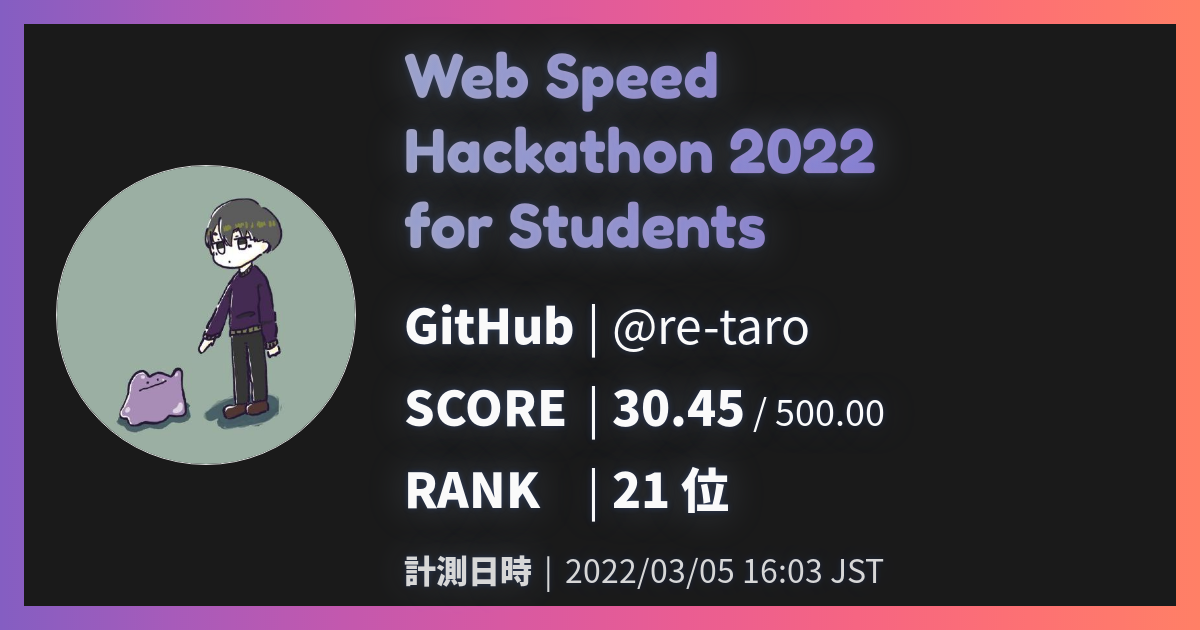 Web Speed
Hackathon 2022
for Students
GitHub | @re-taro
SCORE | 30.45 / 500.00
RANK | 21 位
計測日時 | 2022/03/05 16:03 JST